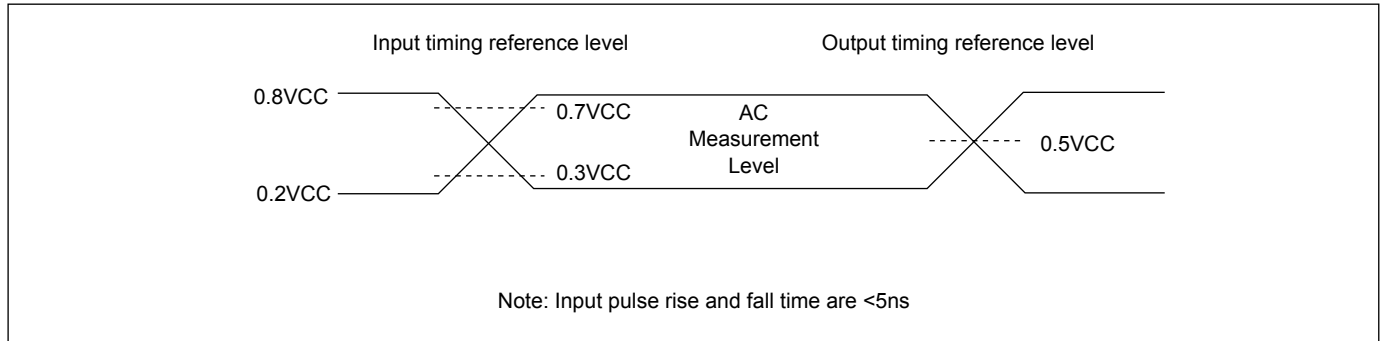 Input timing reference level
Output timing reference level
0.8VCC
0.7VCC
AC
Measurement
Level
0.5VCC
0.3VCC
0.2VCC
Note: Input pulse rise and fall time are <5ns